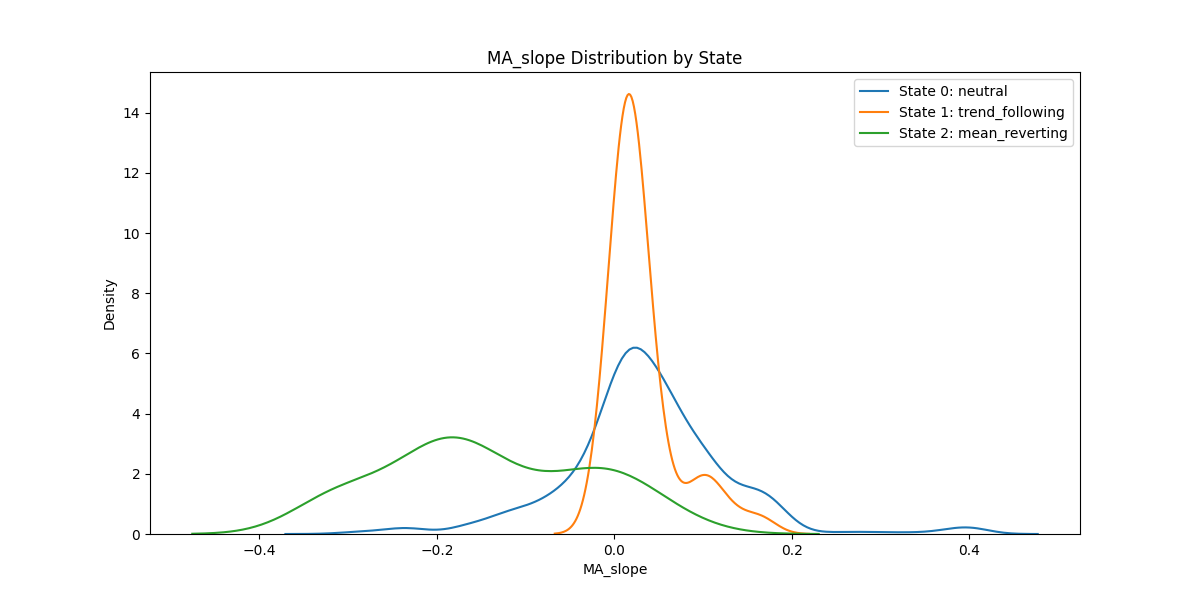 MA_slope Distribution by State
State 0: neutral
State 1: trend_following
State 2: mean_reverting
Density
14
12
10
8
6
4
2
0
−0.4
−0.2
0.0
0.2
0.4
MA_slope